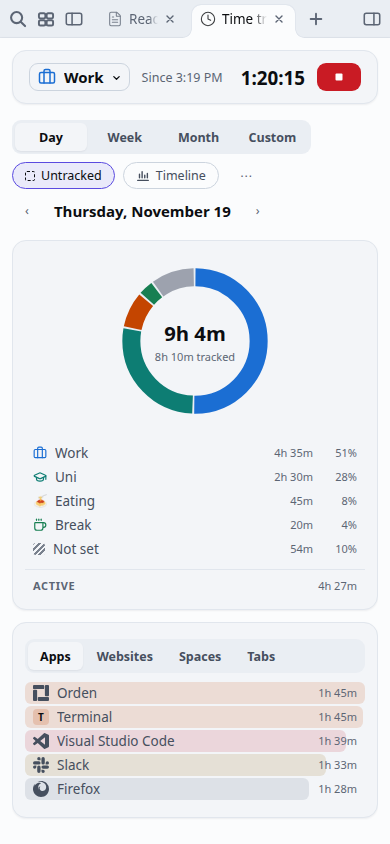 Read
Time tr
Work
Since 3:19 PM
1:20:15
Day Week Month Custom
Untracked Timeline ···
‹ Thursday, November 19 ›
9h 4m
8h 10m tracked
Work 4h 35m 51%
Uni 2h 30m 28%
Eating 45m 8%
Break 20m 4%
Not set 54m 10%
ACTIVE 4h 27m
Apps Websites Spaces Tabs
Orden 1h 45m
T Terminal 1h 45m
Visual Studio Code 1h 39m
Slack 1h 33m
Firefox 1h 28m